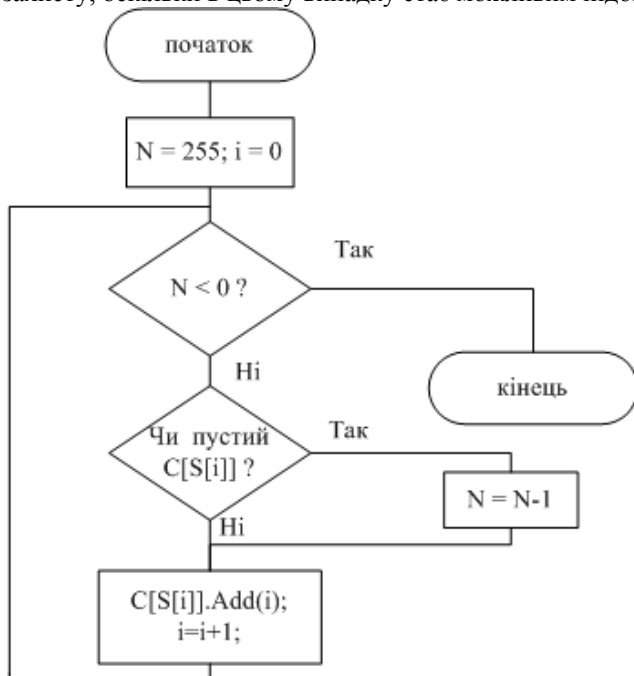 початок
N = 255; i = 0
Так
N < 0 ?
Ні
кінець
Чи пустий
C[S[i]] ?
Так
N = N-1
Ні
C[S[i]].Add(i);
i=i+1;